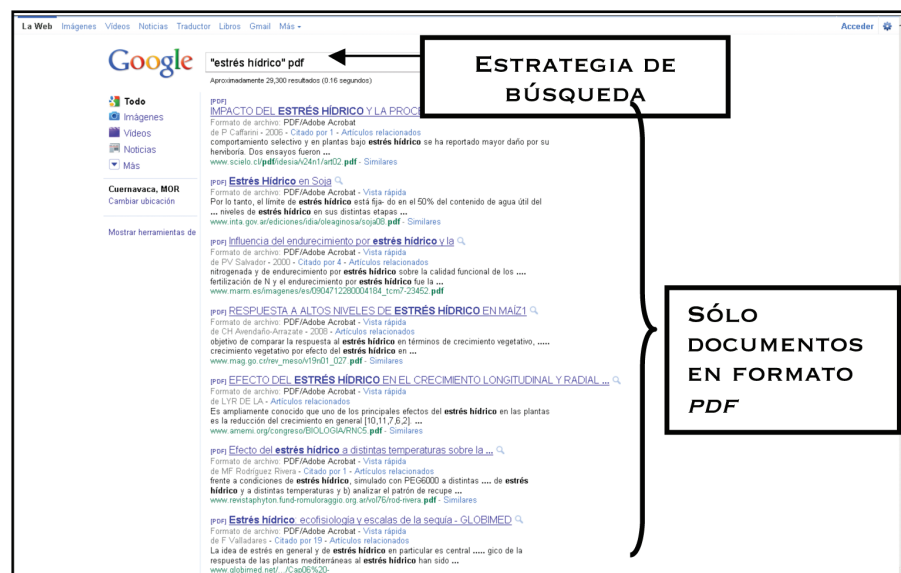 La Web Imágenes Vídeos Noticias Traductor Libros Gmail Más
Acceder
Google
"estrés hídrico" pdf
Aproximadamente 29,300 resultados (0.16 segundos)
ESTRATEGIA DE
BÚSQUEDA
Todo
Imágenes
Vídeos
Noticias
Más
Cuernavaca, MOR
Cambiar ubicación
Mostrar herramientas de
[PDF]
IMPACTO DEL ESTRÉS HÍDRICO Y LA PROCE
Formato de archivo: PDF/Adobe Acrobat
de P Caffarini - 2006 - Citado por 1 - Artículos relacionados
comportamiento selectivo y en plantas bajo estrés hídrico se ha reportado mayor daño por su
herviboría. Dos ensayos fueron ...
www.scielo.cl/pdf/idesia/v24n1/art02.pdf - Similares
[PDF] Estrés Hídrico en Soja
Formato de archivo: PDF/Adobe Acrobat - Vista rápida
Por lo tanto, el límite de estrés hídrico está fija- do en el 50% del contenido de agua útil del
... niveles de estrés hídrico en sus distintas etapas ...
www.inta.gov.ar/ediciones/idia/oleaginosa/soja08.pdf - Similares
[PDF] Influencia del endurecimiento por estrés hídrico y la
Formato de archivo: PDF/Adobe Acrobat - Vista rápida
de PV Salvador - 2000 - Citado por 4 - Artículos relacionados
nitrogenada y de endurecimiento por estrés hídrico sobre la calidad funcional de los ....
fertilización de N y el endurecimiento por estrés hídrico fue la ...
www.marm.es/imagenes/es/0904712280004184_tcm7-23452.pdf
[PDF] RESPUESTA A ALTOS NIVELES DE ESTRÉS HÍDRICO EN MAÍZ1
Formato de archivo: PDF/Adobe Acrobat - Vista rápida
de CH Avendaño-Arrazate - 2008 - Artículos relacionados
objetivo de comparar la respuesta al estrés hídrico en términos de crecimiento vegetativo, .....
crecimiento vegetativo por efecto del estrés hídrico en ...
www.mag.go.cr/rev_meso/v19n01_027.pdf - Similares
[PDF] EFECTO DEL ESTRÉS HÍDRICO EN EL CRECIMIENTO LONGITUDINAL Y RADIAL ...
Formato de archivo: PDF/Adobe Acrobat - Vista rápida
de LYR DE LA - Artículos relacionados
Es ampliamente conocido que uno de los principales efectos del estrés hídrico en las plantas
es la reducción del crecimiento en general [10,11,7,6,2]. ...
www.amemi.org/congreso/BIOLOGIA/RNC5.pdf - Similares
[PDF] Efecto del estrés hídrico a distintas temperaturas sobre la ...
Formato de archivo: PDF/Adobe Acrobat - Vista rápida
de MF Rodríguez Rivera - Citado por 1 - Artículos relacionados
frente a condiciones de estrés hídrico, simulado con PEG6000 a distintas .... de estrés
hídrico y a distintas temperaturas y b) analizar el patrón de recupe ...
www.revistaphyton.fund-romuloraggio.org.ar/vol76/rod-rivera.pdf - Similares
[PDF] Estrés hídrico: ecofisiología y escalas de la sequía - GLOBIMED
Formato de archivo: PDF/Adobe Acrobat - Vista rápida
de F Valladares - Citado por 19 - Artículos relacionados
La idea de estrés en general y de estrés hídrico en particular es central ..... gico de la
respuesta de las plantas mediterráneas al estrés hídrico han sido ...
www.globimed.net/.../Cap06%20-
SÓLO
DOCUMENTOS
EN FORMATO
PDF